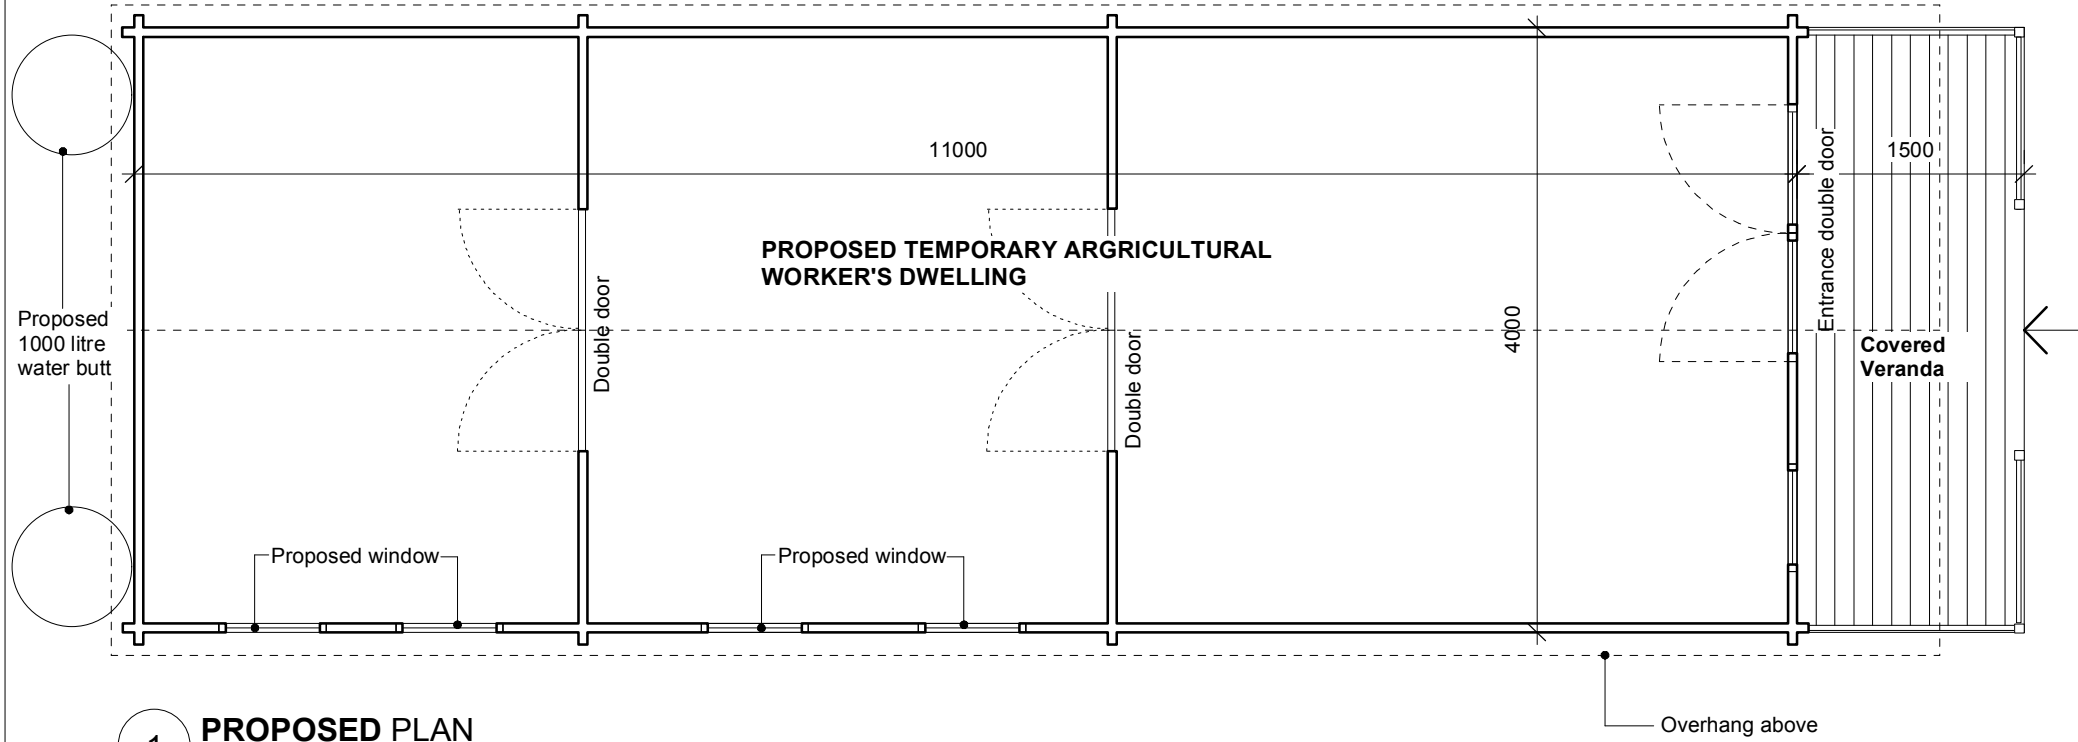 11000
1500
Entrance double door
PROPOSED TEMPORARY ARGRICULTURAL
WORKER'S DWELLING
Double door
Double door
4000
Proposed
1000 litre
water butt
Covered
Veranda
Proposed window
Proposed window
1
PROPOSED PLAN
Overhang above